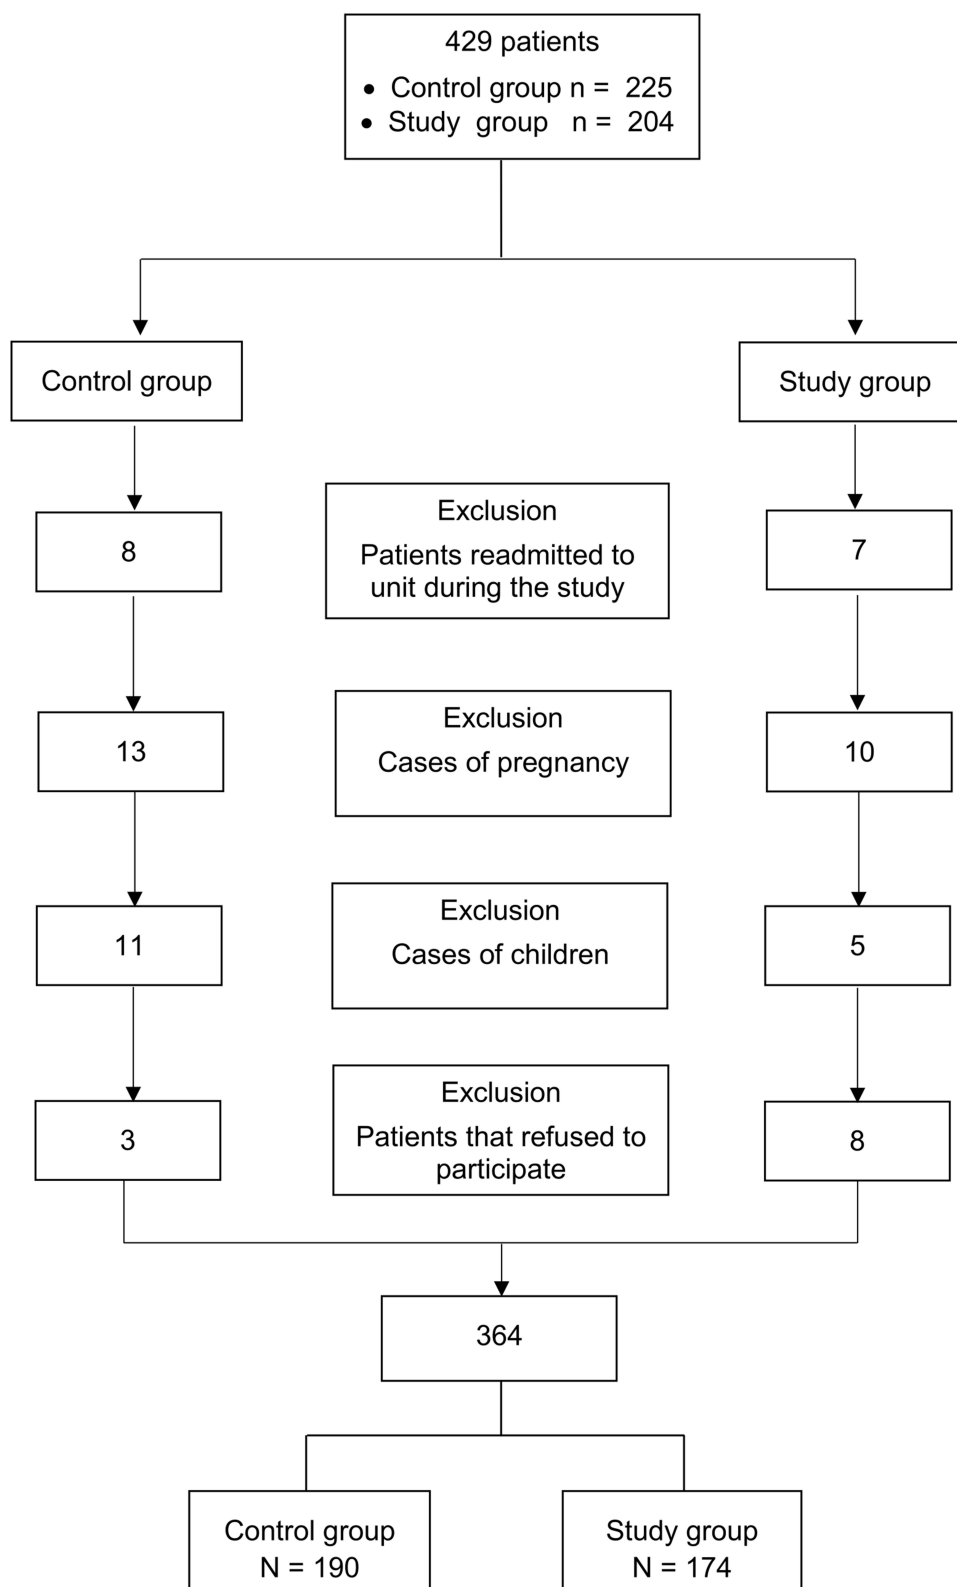 429 patients
• Control group n = 225
• Study group n = 204
Control group
Study group
8
Exclusion
Patients readmitted to
unit during the study
7
13
Exclusion
Cases of pregnancy
10
11
Exclusion
Cases of children
5
3
Exclusion
Patients that refused to
participate
8
364
Control group
N = 190
Study group
N = 174